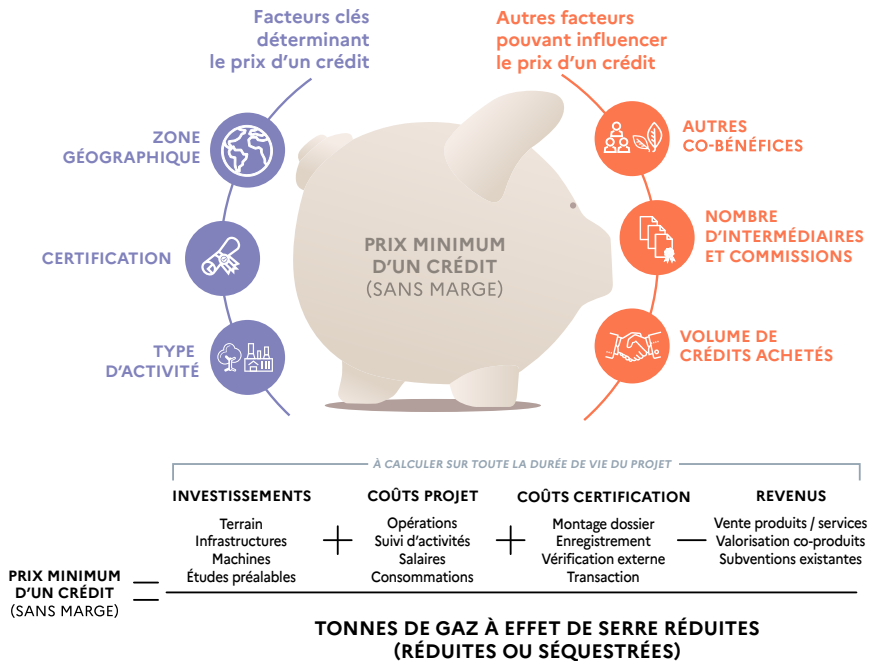 Facteurs clés
déterminant
le prix d'un crédit
Autres facteurs
pouvant influencer
le prix d'un crédit
ZONE
GÉOGRAPHIQUE
CERTIFICATION
TYPE
D'ACTIVITÉ
PRIX MINIMUM
D'UN CRÉDIT
(SANS MARGE)
AUTRES
CO-BÉNÉFICES
NOMBRE
D'INTERMÉDIAIRES
ET COMMISSIONS
VOLUME DE
CRÉDITS ACHETÉS
À CALCULER SUR TOUTE LA DURÉE DE VIE DU PROJET
INVESTISSEMENTS
Terrain
Infrastructures
Machines
Études préalables
+
COÛTS PROJET
Opérations
Suivi d'activités
Salaires
Consommations
+
COÛTS CERTIFICATION
Montage dossier
Enregistrement
Vérification externe
Transaction
—
REVENUS
Vente produits / services
Valorisation co-produits
Subventions existantes
PRIX MINIMUM
D'UN CRÉDIT
(SANS MARGE)
=
TONNES DE GAZ À EFFET DE SERRE RÉDUITES
(RÉDUITES OU SÉQUESTRÉES)